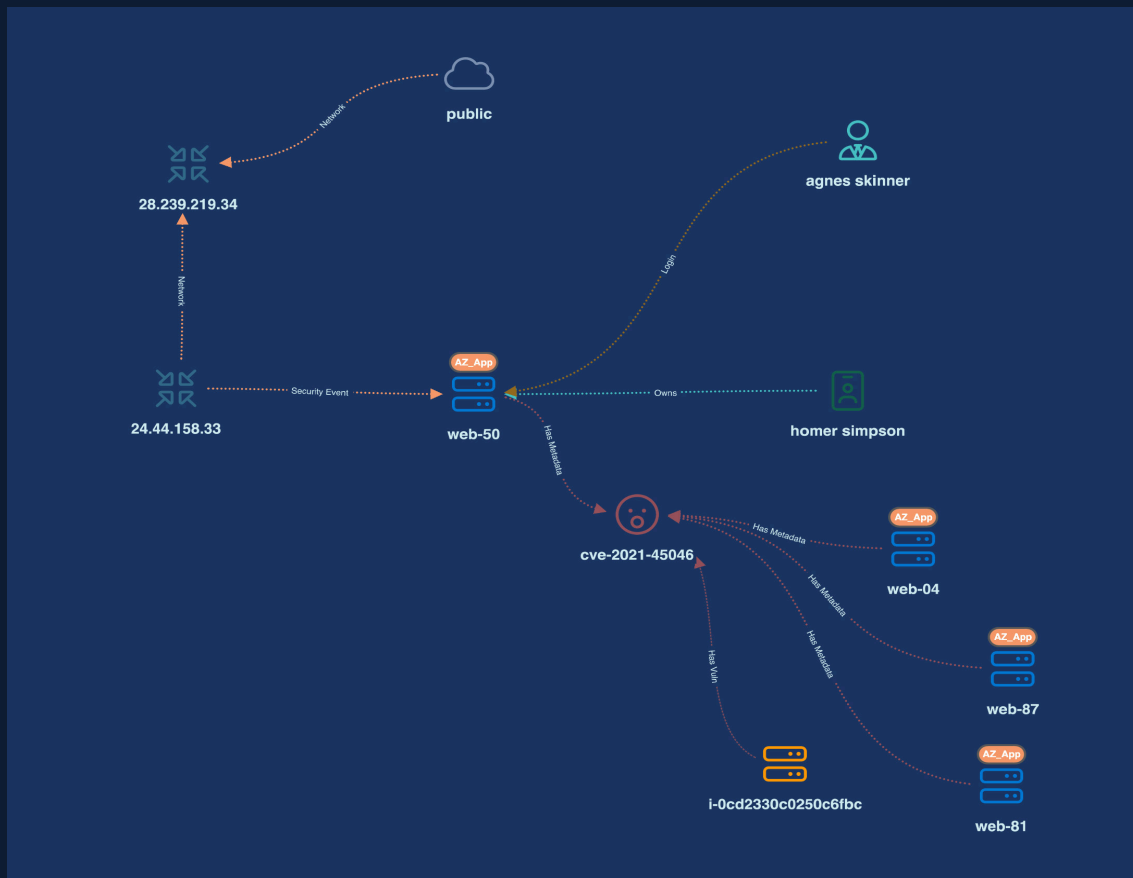 public
Network
28.239.219.34
agnes skinner
Network
Login
AZ_App
Security Event
Owns
24.44.158.33
web-50
homer simpson
Has Metadata
AZ_App
cve-2021-45046
Has Metadata
web-04
Has Metadata
AZ_App
Has Metadata
Has Vuln
web-87
AZ_App
i-0cd2330c0250c6fbc
web-81